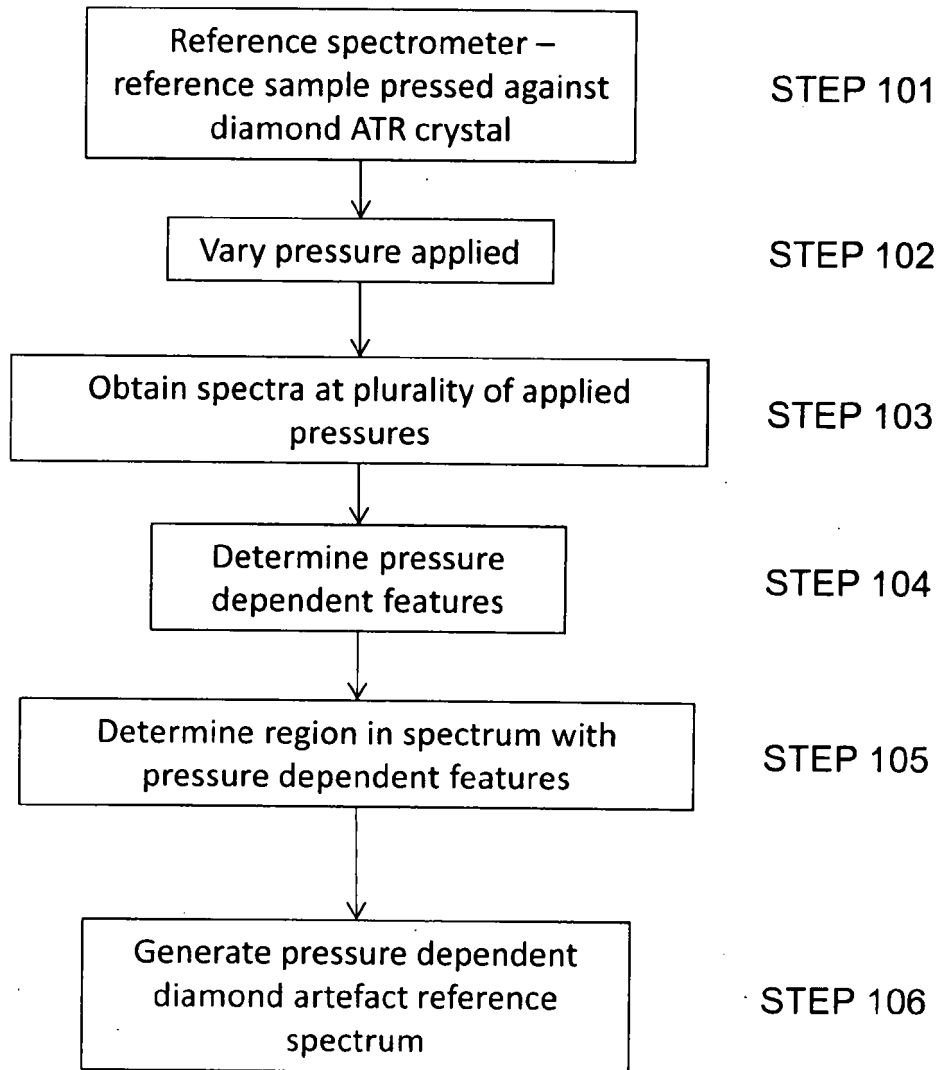 Reference spectrometer –
reference sample pressed against
diamond ATR crystal
STEP 101
Vary pressure applied
STEP 102
Obtain spectra at plurality of applied
pressures
STEP 103
Determine pressure
dependent features
STEP 104
Determine region in spectrum with
pressure dependent features
STEP 105
Generate pressure dependent
diamond artefact reference
spectrum
STEP 106